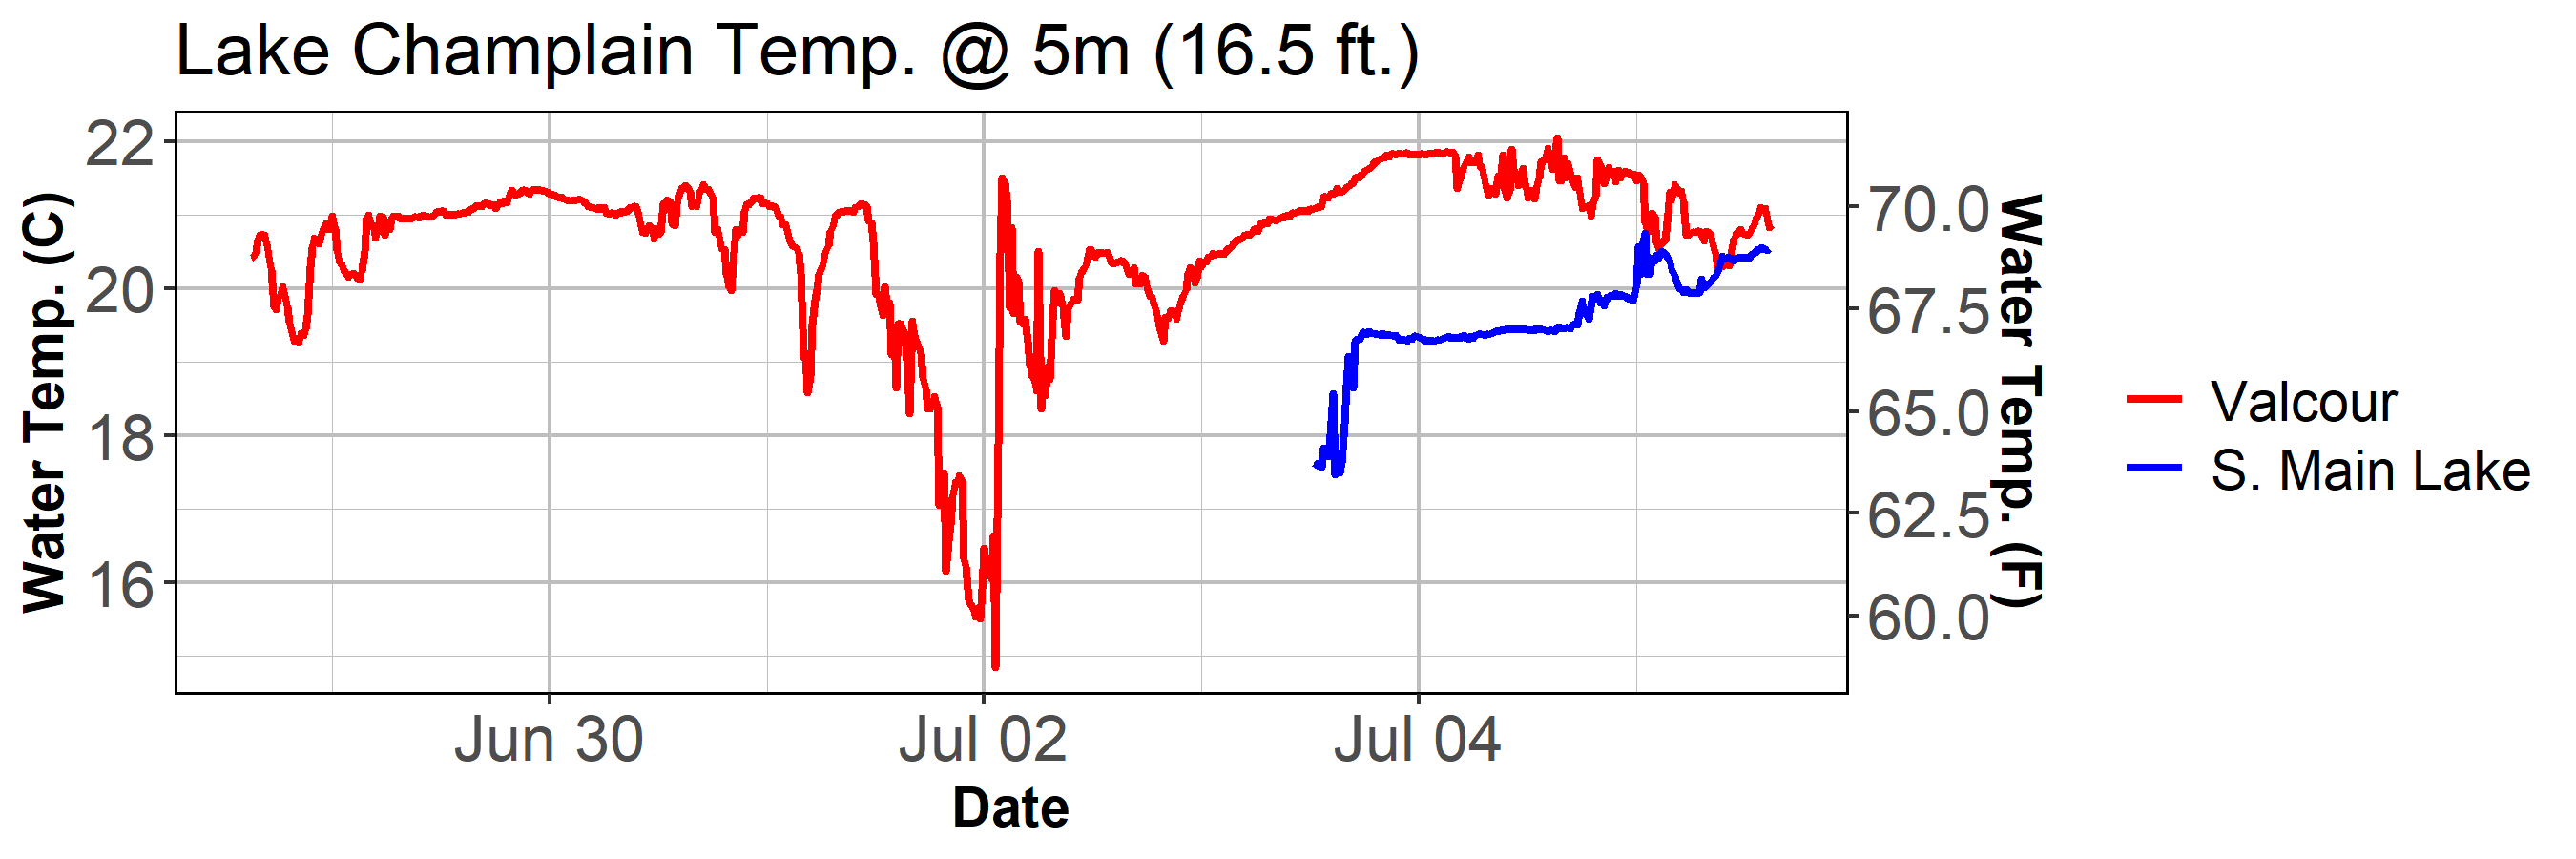 Lake Champlain Temp. @ 5m (16.5 ft.)
Water Temp. (C)
22
20
18
16
70.0
67.5
65.0
62.5
60.0
Water Temp. (F)
Valcour
S. Main Lake
Jun 30
Jul 02
Jul 04
Date